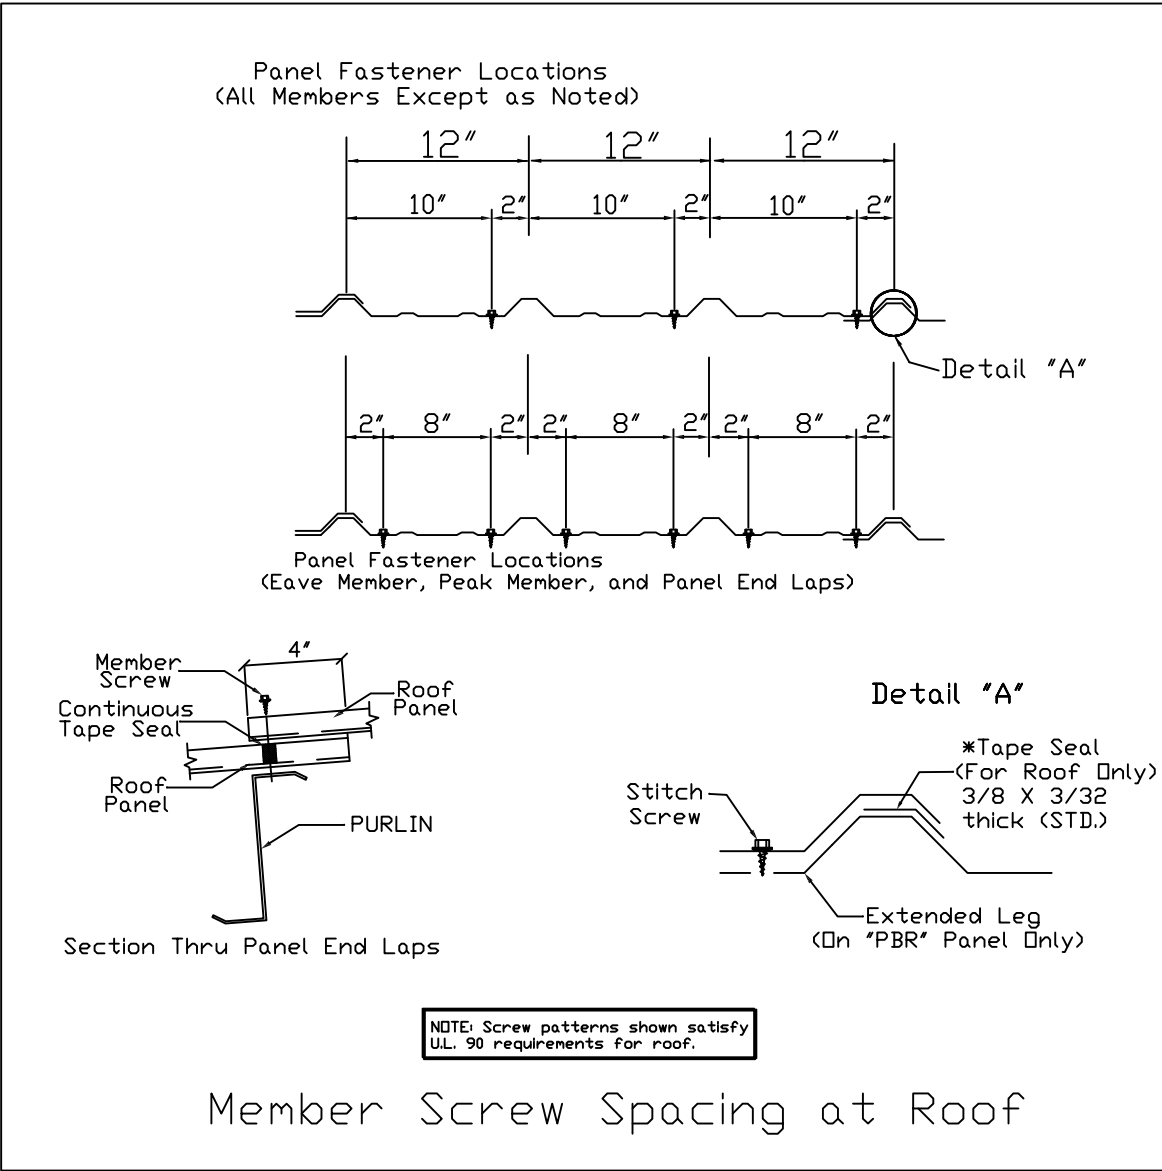 Panel Fastener Locations
(All Members Except as Noted)
12" 12" 12"
10" 2" 10" 2" 10" 2"
Detail "A"
2" 8" 2" 2" 8" 2" 2" 8" 2"
Panel Fastener Locations
(Eave Member, Peak Member, and Panel End Laps)
4"
Member
Screw
Continuous
Tape Seal
Roof
Panel
Roof
Panel
PURLIN
Section Thru Panel End Laps
Detail "A"
*Tape Seal
(For Roof Only)
3/8 X 3/32
thick (STD.)
Stitch
Screw
Extended Leg
(On "PBR" Panel Only)
NOTE: Screw patterns shown satisfy
U.L. 90 requirements for roof.
Member Screw Spacing at Roof